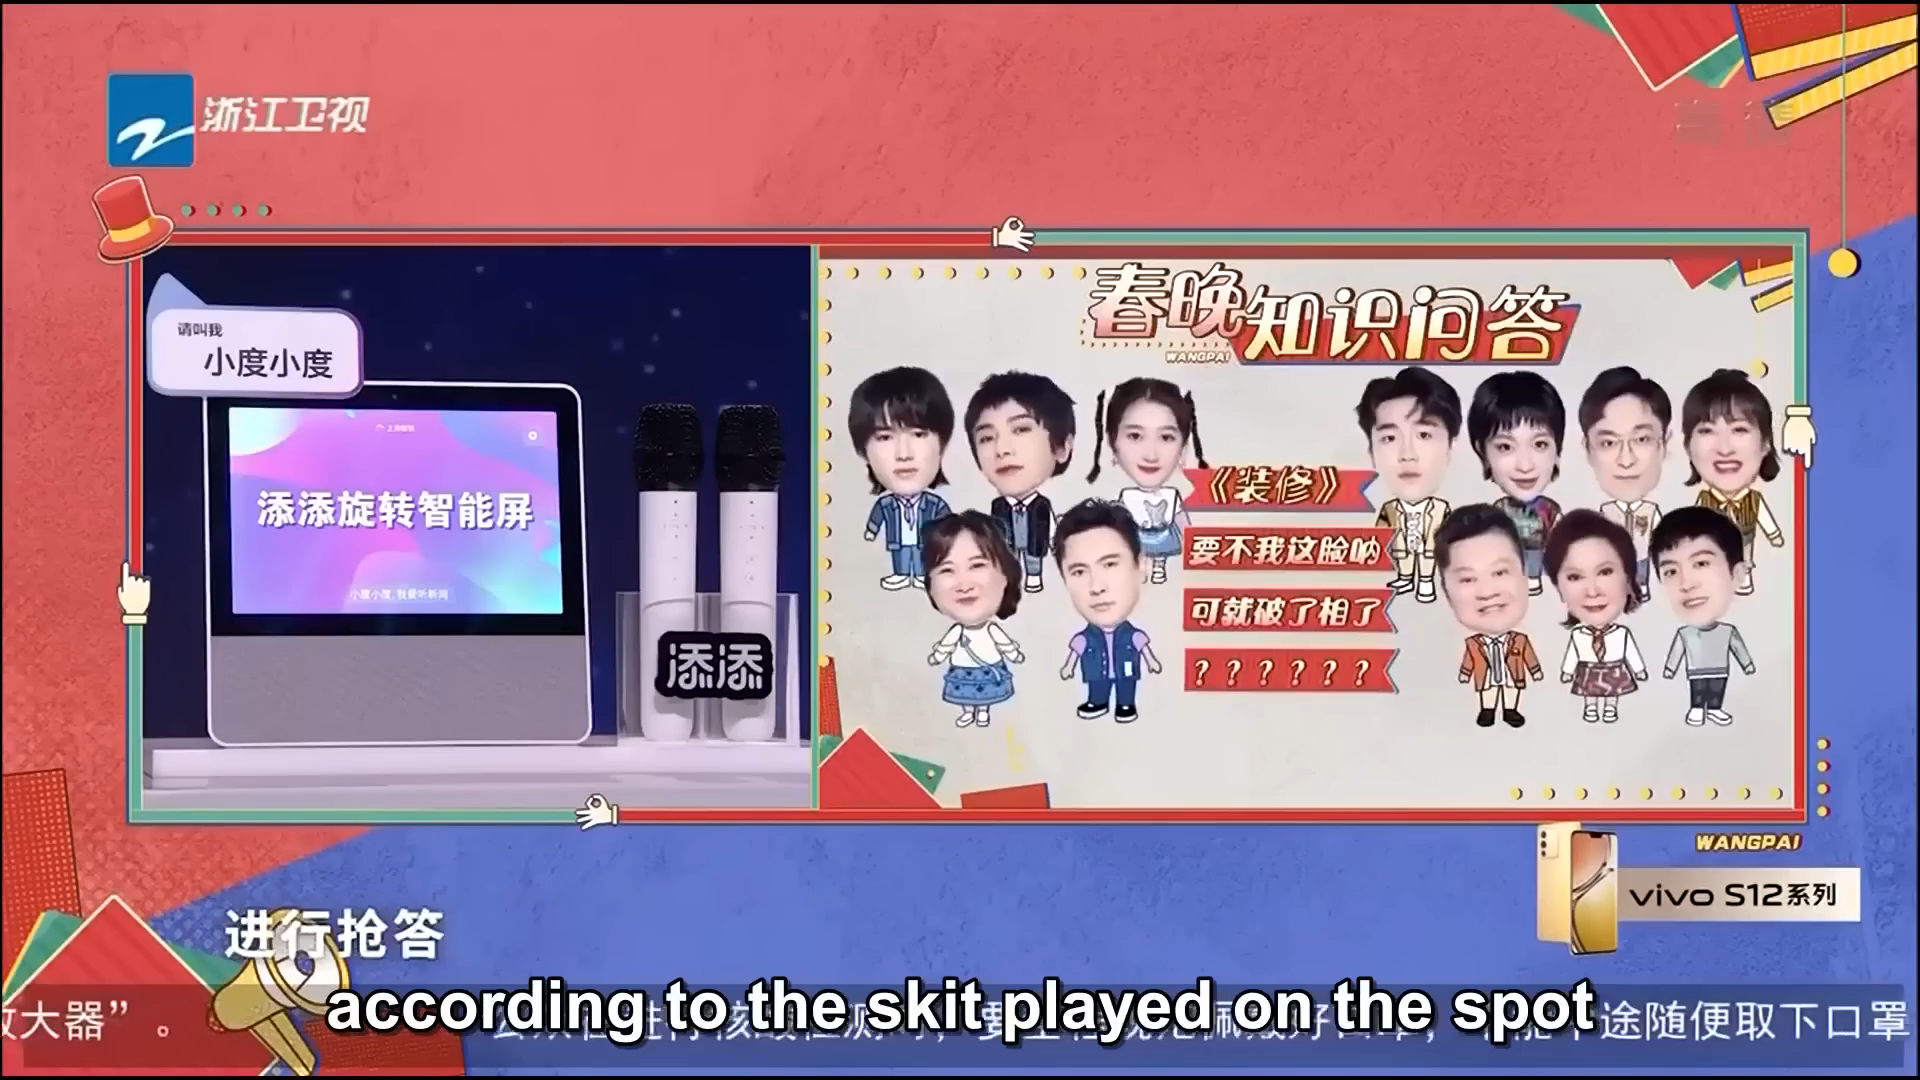 浙江卫视
请叫我
小度小度
添添旋转智能屏
小度小度，我要听新闻
添添
春晚知识问答
WANGPAI
《装修》
要不我这脸呐
可就破了相了
？？？？？？
WANGPAI
vivo S12系列
进行抢答
according to the skit played on the spot
大器”。
途随便取下口罩